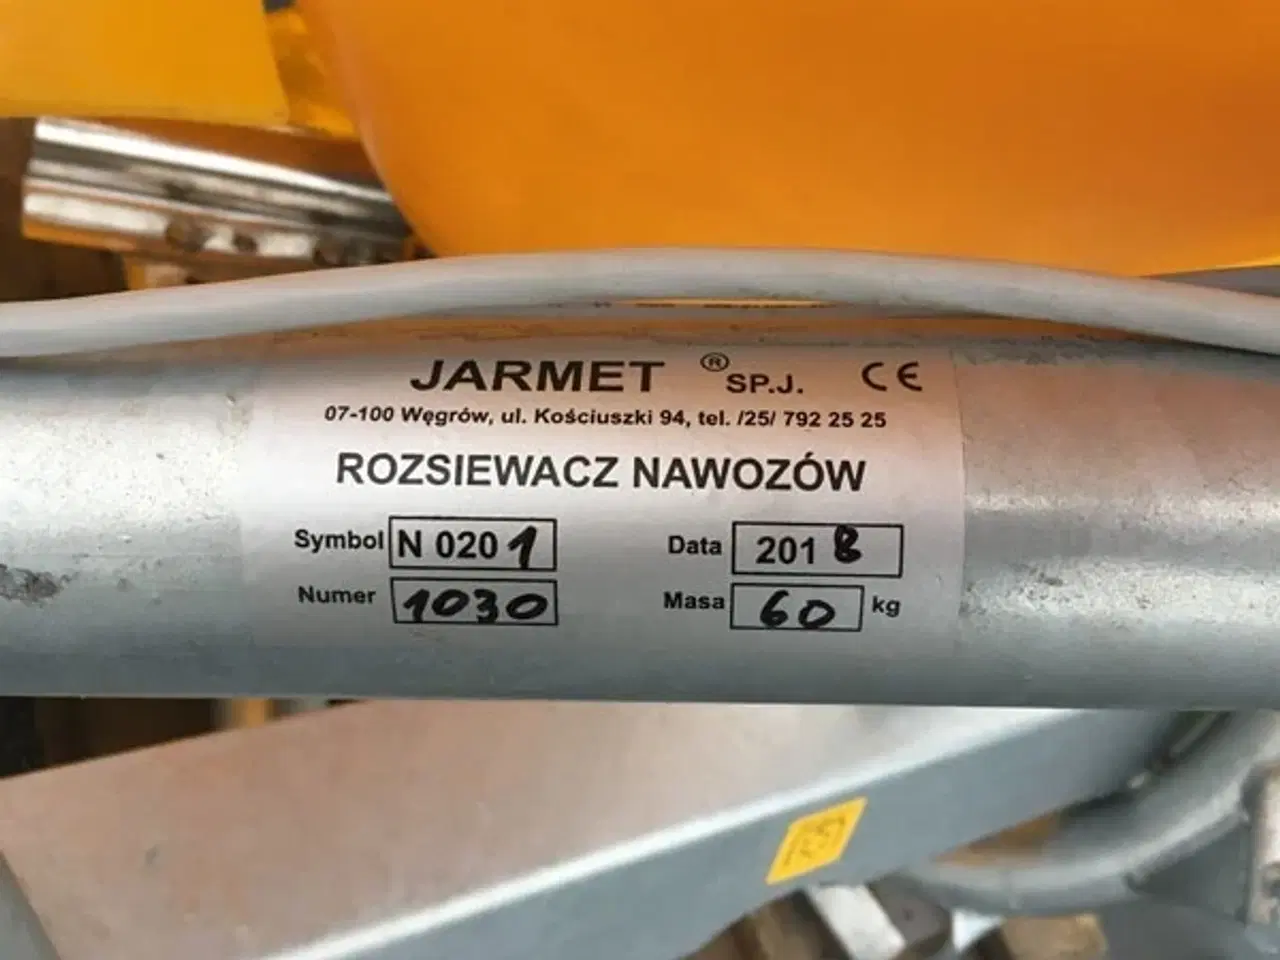 JARMET ® SP.J. CE
07-100 Węgrów, ul. Kościuszki 94, tel. /25/ 792 25 25
ROZSIEWACZ NAWOZÓW
Symbol N 0201 Data 2018
Numer 1030 Masa 60 kg